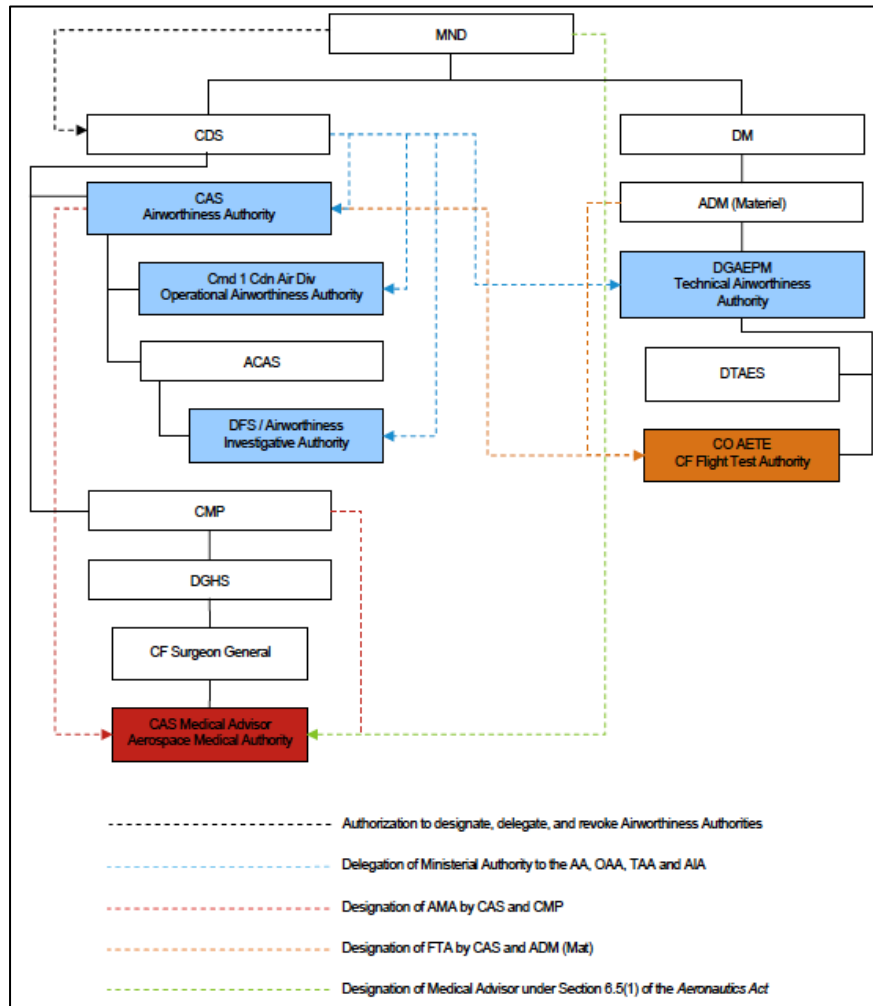 MND
CDS
DM
CAS
Airworthiness Authority
ADM (Materiel)
Cmd 1 Cdn Air Div
Operational Airworthiness Authority
DGAEPM
Technical Airworthiness
Authority
ACAS
DTAES
DFS / Airworthiness
Investigative Authority
CO AETE
CF Flight Test Authority
CMP
DGHS
CF Surgeon General
CAS Medical Advisor
Aerospace Medical Authority
Authorization to designate, delegate, and revoke Airworthiness Authorities
Delegation of Ministerial Authority to the AA, OAA, TAA and AIA
Designation of AMA by CAS and CMP
Designation of FTA by CAS and ADM (Mat)
Designation of Medical Advisor under Section 6.5(1) of the Aeronautics Act